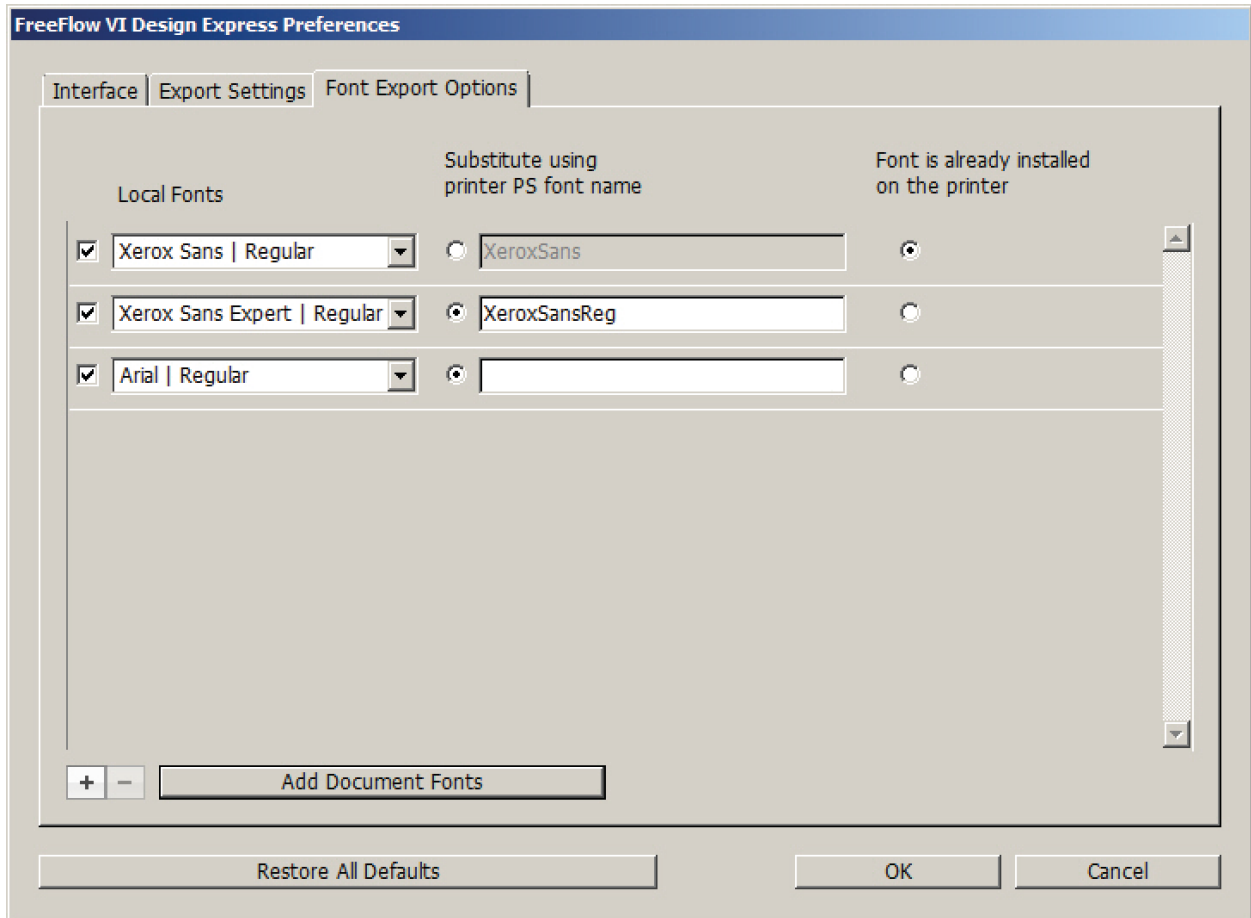 FreeFlow VI Design Express Preferences
Interface
Export Settings
Font Export Options
Local Fonts
Substitute using
printer PS font name
Font is already installed
on the printer
Xerox Sans | Regular
XeroxSans
Xerox Sans Expert | Regular
XeroxSansReg
Arial | Regular
+
−
Add Document Fonts
Restore All Defaults
OK
Cancel